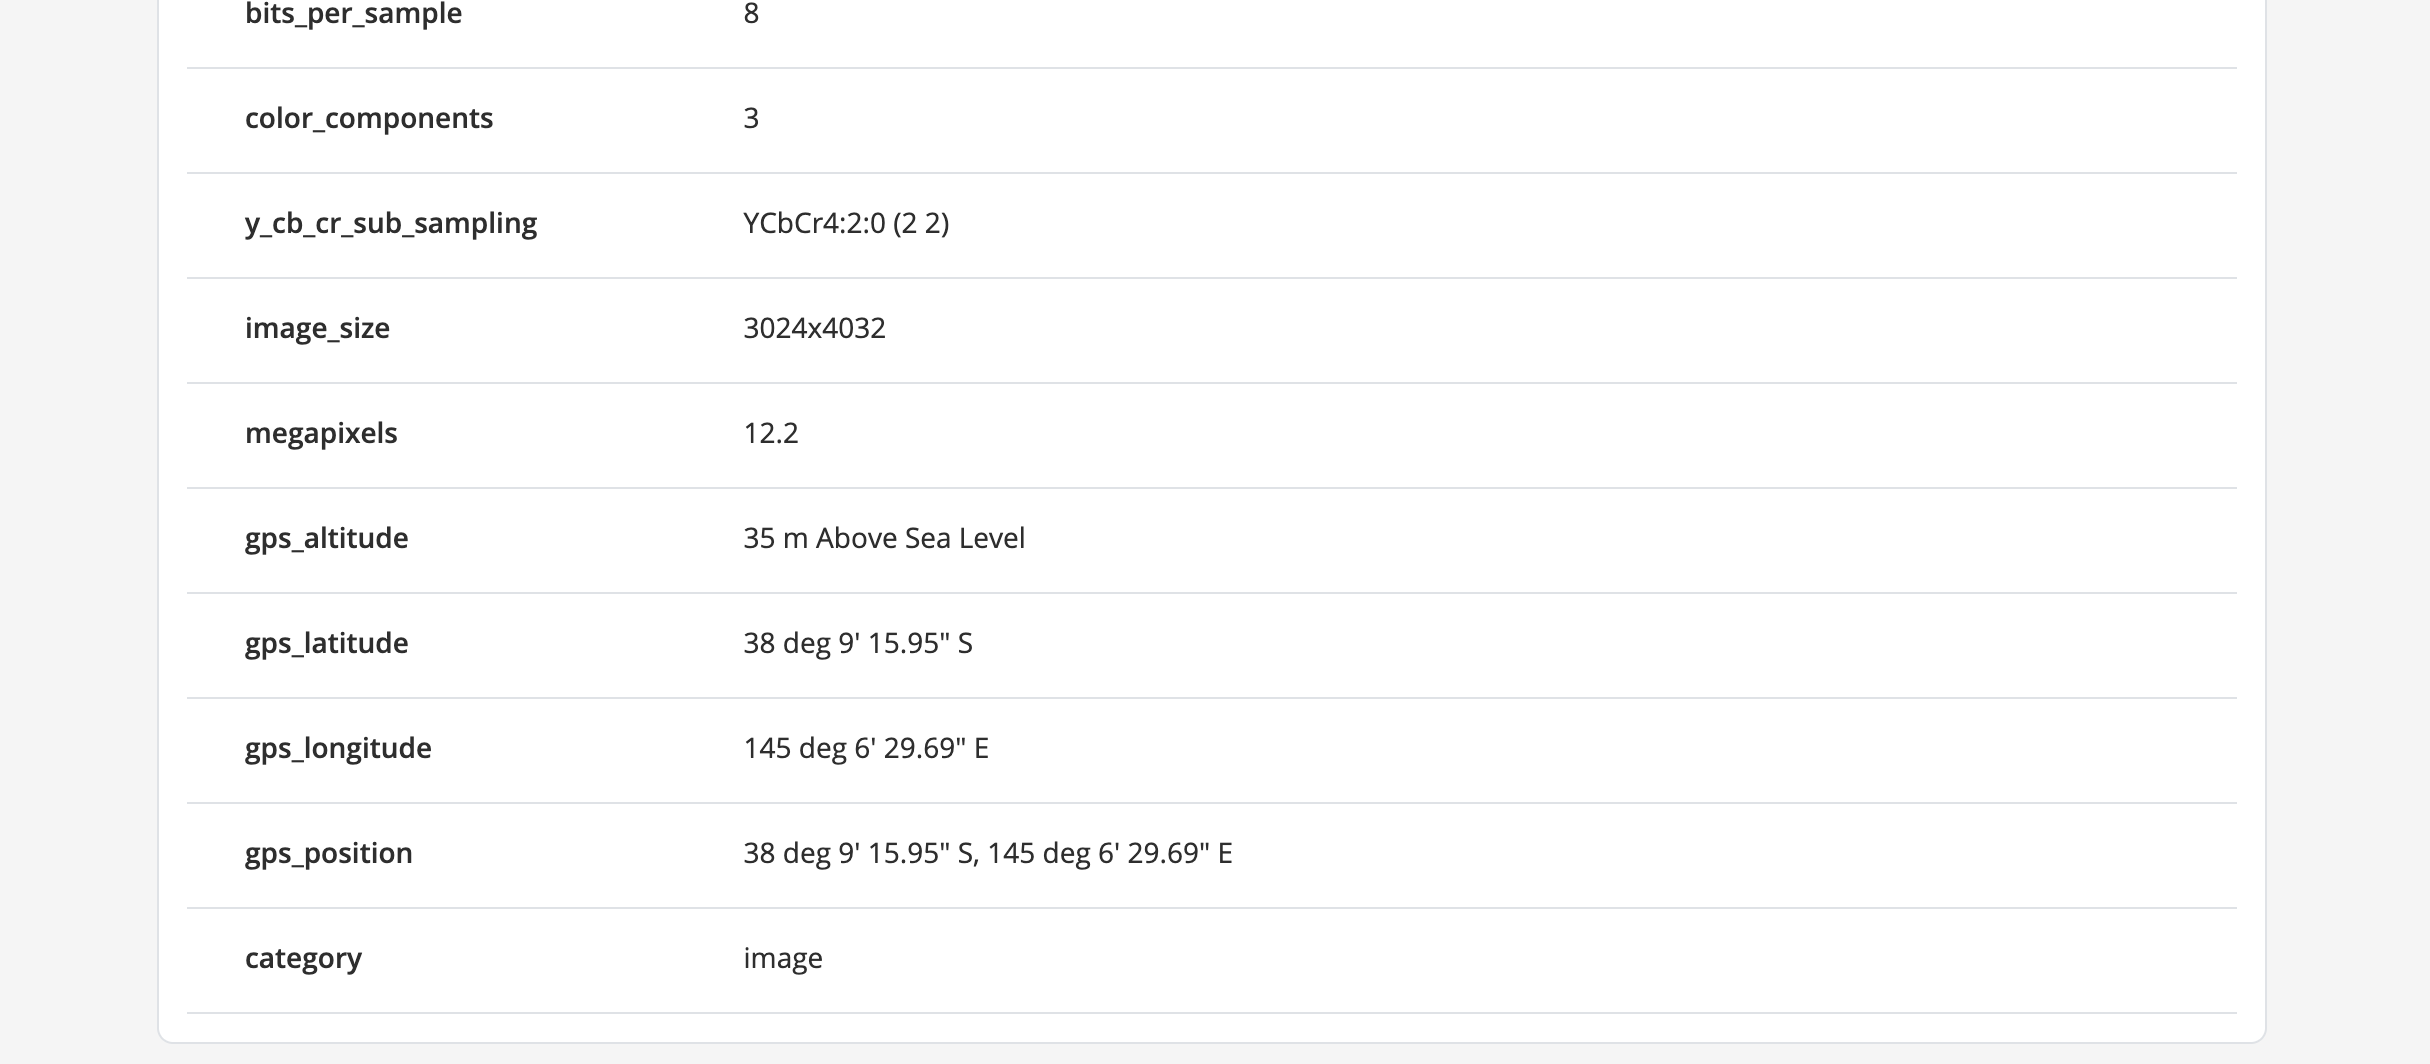 bits_per_sample 8
color_components 3
y_cb_cr_sub_sampling YCbCr4:2:0 (2 2)
image_size 3024x4032
megapixels 12.2
gps_altitude 35 m Above Sea Level
gps_latitude 38 deg 9' 15.95" S
gps_longitude 145 deg 6' 29.69" E
gps_position 38 deg 9' 15.95" S, 145 deg 6' 29.69" E
category image